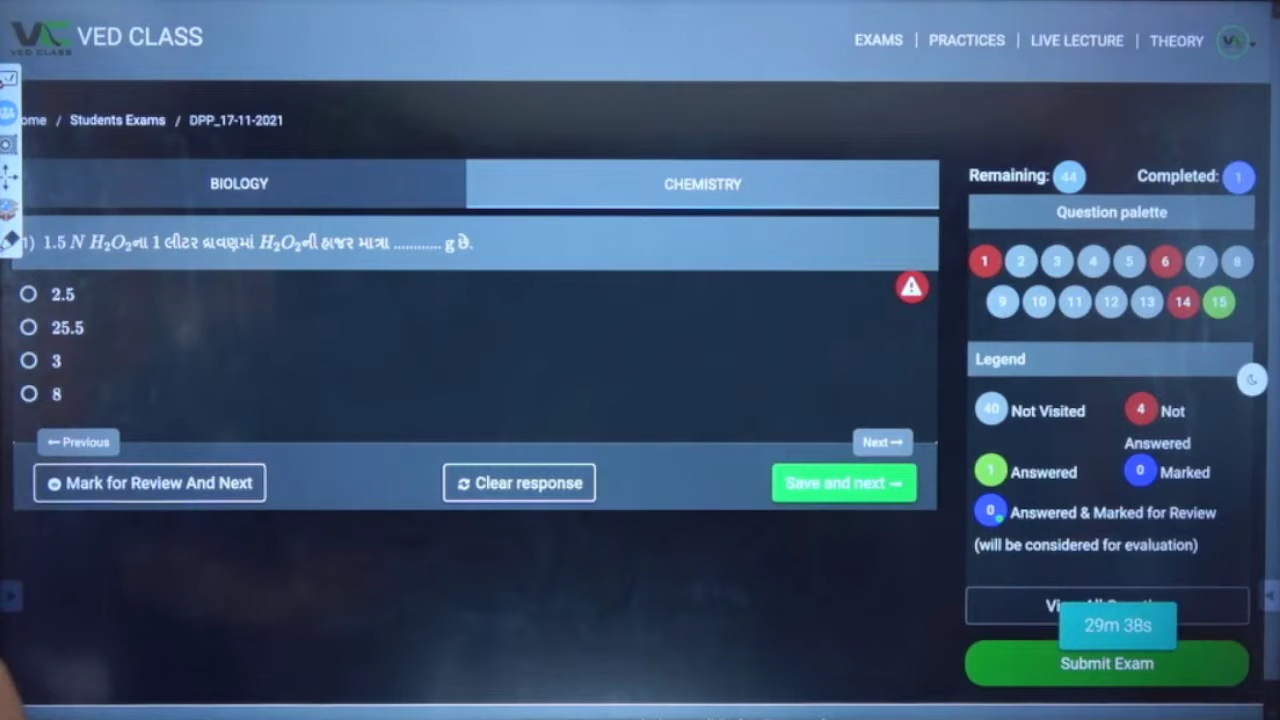 VED CLASS
VED CLASS
EXAMS | PRACTICES | LIVE LECTURE | THEORY
ome / Students Exams / DPP_17-11-2021
BIOLOGY
CHEMISTRY
1) 1.5 N H₂O₂ના 1 લીટર દ્રાવણમાં H₂O₂ની હાજર માત્રા ............ g છે.
2.5
25.5
3
8
← Previous
Next →
Mark for Review And Next
Clear response
Save and next →
Remaining: 44
Completed: 1
Question palette
1 2 3 4 5 6 7 8
9 10 11 12 13 14 15
Legend
40 Not Visited
4 Not Answered
1 Answered
0 Marked
0 Answered & Marked for Review
(will be considered for evaluation)
29m 38s
Submit Exam